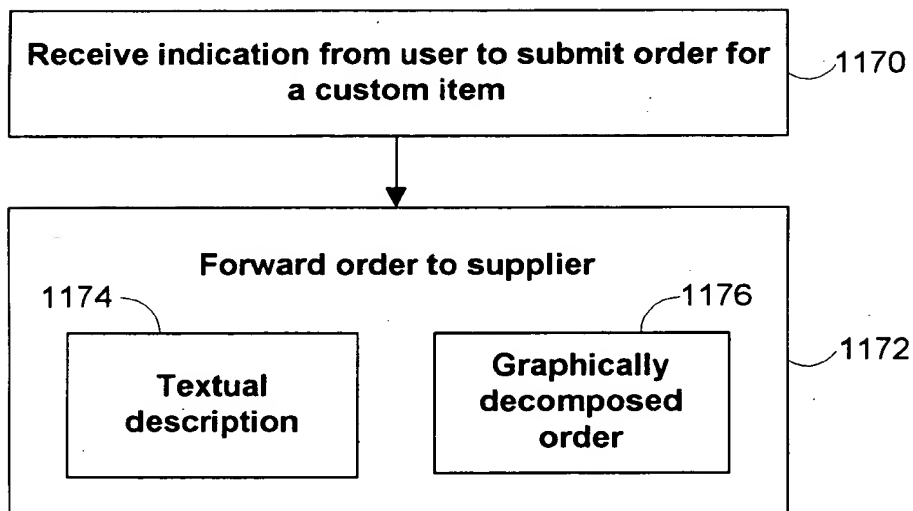 Receive indication from user to submit order for
a custom item
1170
Forward order to supplier
1174
1176
1172
Textual
description
Graphically
decomposed
order